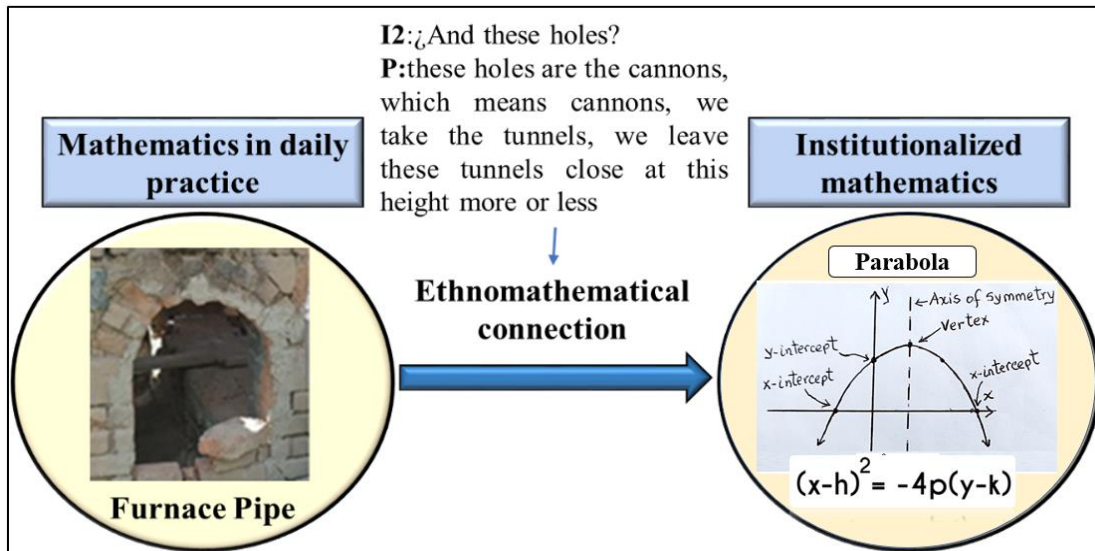 I2:¿And these holes?
P:these holes are the cannons,
which means cannons, we
take the tunnels, we leave
these tunnels close at this
height more or less
Mathematics in daily
practice
Institutionalized
mathematics
Furnace Pipe
Ethnomathematical
connection
Parabola
y
Axis of symmetry
Vertex
y-intercept
x-intercept
x-intercept
x
(x-h)²= -4p(y-k)